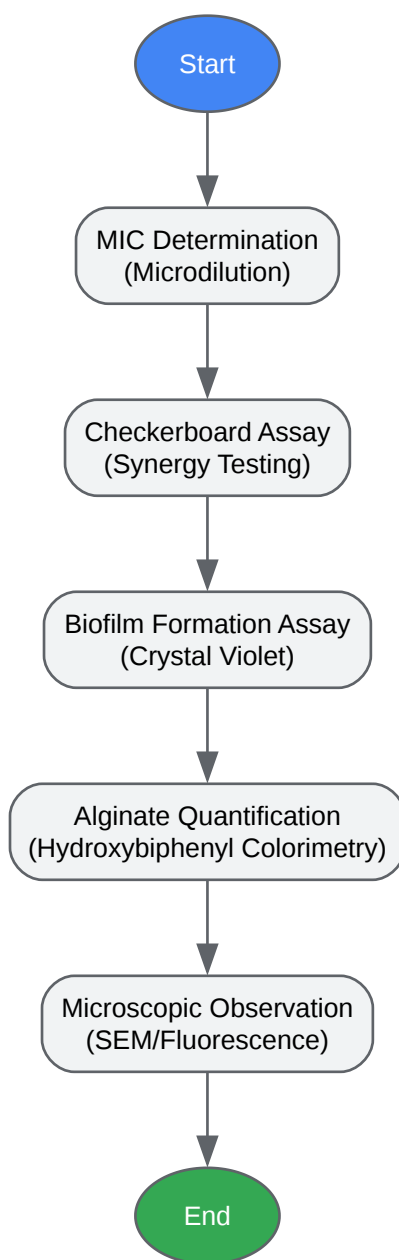 Start
MIC Determination
(Microdilution)
Checkerboard Assay
(Synergy Testing)
Biofilm Formation Assay
(Crystal Violet)
Alginate Quantification
(Hydroxybiphenyl Colorimetry)
Microscopic Observation
(SEM/Fluorescence)
End